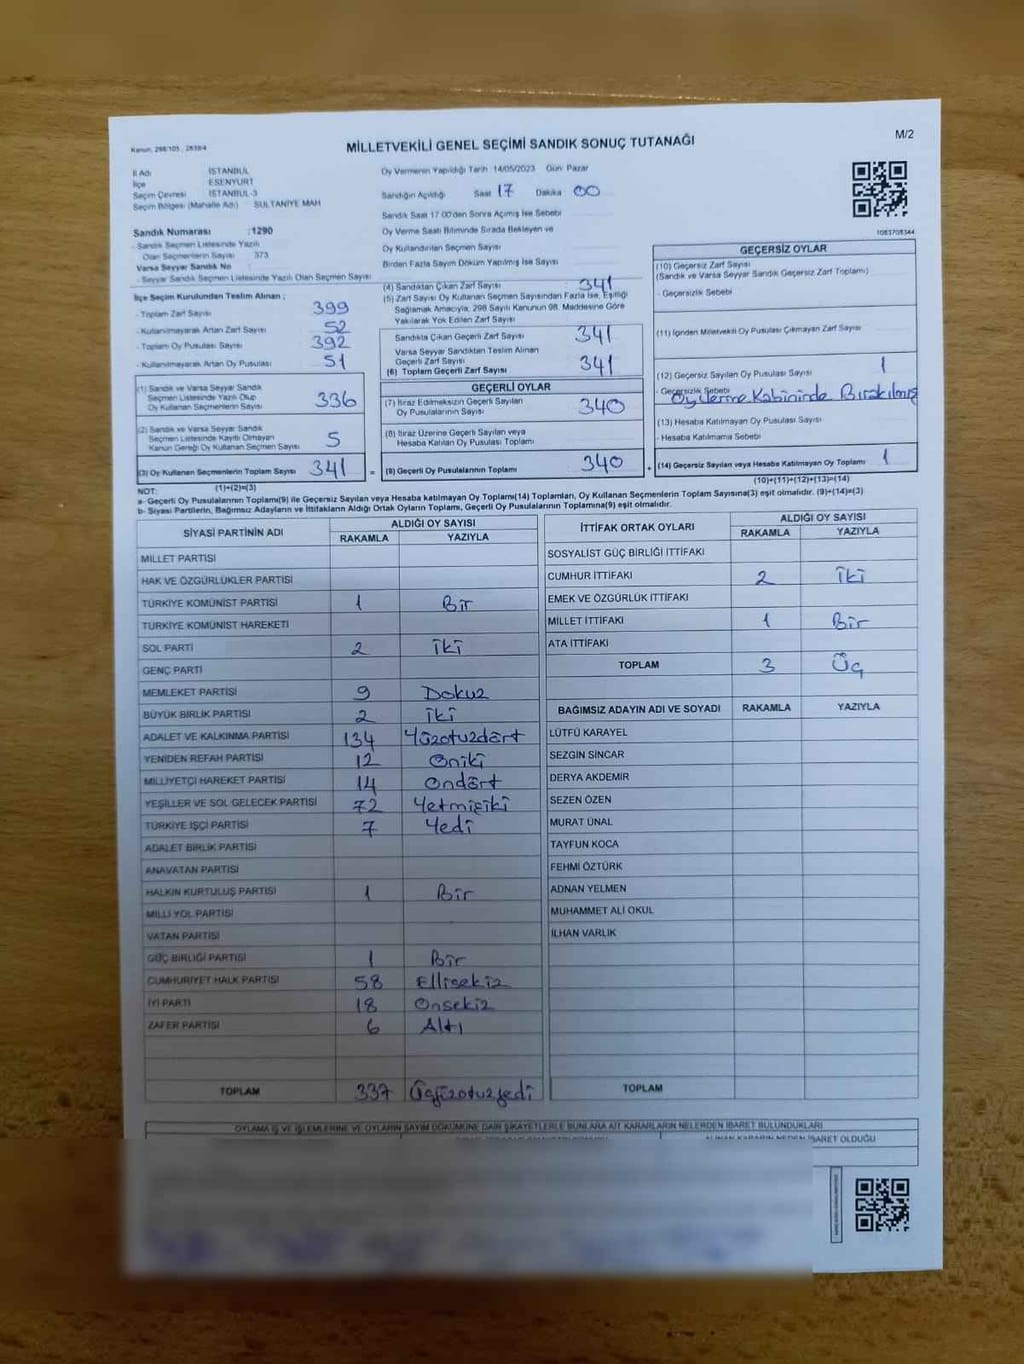 Kanun: 298/105 , 2839/4
MİLLETVEKİLİ GENEL SEÇİMİ SANDIK SONUÇ TUTANAĞI
M/2
İl Adı İSTANBUL
İlçe ESENYURT
Seçim Çevresi İSTANBUL-3
Seçim Bölgesi (Mahalle Adı) SULTANİYE MAH
Sandık Numarası :1290
- Sandık Seçmen Listesinde Yazılı
Olan Seçmenlerin Sayısı : 373
Varsa Seyyar Sandık No
- Seyyar Sandık Seçmen Listesinde Yazılı Olan Seçmen Sayısı
Oy Vermenin Yapıldığı Tarih 14/05/2023 Gün Pazar
Sandığın Açıldığı Saat 17 Dakika 00
Sandık Saat 17.00'den Sonra Açılmış İse Sebebi
Oy Verme Saati Bitiminde Sırada Bekleyen ve
Oy Kullandırılan Seçmen Sayısı
Birden Fazla Sayım Döküm Yapılmış İse Sayısı
1083708344
İlçe Seçim Kurulundan Teslim Alınan ;
- Toplam Zarf Sayısı 399
- Kullanılmayarak Artan Zarf Sayısı 52
- Toplam Oy Pusulası Sayısı 392
- Kullanılmayarak Artan Oy Pusulası 51
(1) Sandık ve Varsa Seyyar Sandık
Seçmen Listesinde Yazılı Olup
Oy Kullanan Seçmenlerin Sayısı 336
(2) Sandık ve Varsa Seyyar Sandık
Seçmen Listesinde Kayıtlı Olmayan
Kanun Gereği Oy Kullanan Seçmen Sayısı 5
(3) Oy Kullanan Seçmenlerin Toplam Sayısı 341 =
(1)+(2)=(3)
(4) Sandıktan Çıkan Zarf Sayısı 341
(5) Zarf Sayısı Oy Kullanan Seçmen Sayısından Fazla İse, Eşitliği
Sağlamak Amacıyla, 298 Sayılı Kanunun 98. Maddesine Göre
Yakılarak Yok Edilen Zarf Sayısı
Sandıkta Çıkan Geçerli Zarf Sayısı 341
Varsa Seyyar Sandıktan Teslim Alınan
Geçerli Zarf Sayısı
(6) Toplam Geçerli Zarf Sayısı 341
GEÇERLİ OYLAR
(7) İtiraz Edilmeksizin Geçerli Sayılan
Oy Pusulalarının Sayısı 340
(8) İtiraz Üzerine Geçerli Sayılan veya
Hesaba Katılan Oy Pusulası Toplamı
(9) Geçerli Oy Pusulalarının Toplamı 340 +
GEÇERSİZ OYLAR
(10) Geçersiz Zarf Sayısı
(Sandık ve Varsa Seyyar Sandık Geçersiz Zarf Toplamı)
- Geçersizlik Sebebi
(11) İçinden Milletvekili Oy Pusulası Çıkmayan Zarf Sayısı
(12) Geçersiz Sayılan Oy Pusulası Sayısı 1
- Geçersizlik Sebebi Oy Verme Kabininde Bırakılmış
(13) Hesaba Katılmayan Oy Pusulası Sayısı
- Hesaba Katılmama Sebebi
(14) Geçersiz Sayılan veya Hesaba Katılmayan Oy Toplamı 1
(10)+(11)+(12)+(13)=(14)
NOT:
a- Geçerli Oy Pusulalarının Toplamı(9) ile Geçersiz Sayılan veya Hesaba katılmayan Oy Toplamı(14) Toplamları, Oy Kullanan Seçmenlerin Toplam Sayısına(3) eşit olmalıdır. (9)+(14)=(3)
b- Siyasi Partilerin, Bağımsız Adayların ve İttifakların Aldığı Ortak Oyların Toplamı, Geçerli Oy Pusulalarının Toplamına(9) eşit olmalıdır.
SİYASİ PARTİNİN ADI ALDIĞI OY SAYISI
RAKAMLA YAZIYLA
MİLLET PARTİSİ
HAK VE ÖZGÜRLÜKLER PARTİSİ
TÜRKİYE KOMÜNİST PARTİSİ 1 Bir
TÜRKİYE KOMÜNİST HAREKETİ
SOL PARTİ 2 İki
GENÇ PARTİ
MEMLEKET PARTİSİ 9 Dokuz
BÜYÜK BİRLİK PARTİSİ 2 İki
ADALET VE KALKINMA PARTİSİ 134 Yüzotuzdört
YENİDEN REFAH PARTİSİ 12 Oniki
MİLLİYETÇİ HAREKET PARTİSİ 14 Ondört
YEŞİLLER VE SOL GELECEK PARTİSİ 72 Yetmişiki
TÜRKİYE İŞÇİ PARTİSİ 7 Yedi
ADALET BİRLİK PARTİSİ
ANAVATAN PARTİSİ
HALKIN KURTULUŞ PARTİSİ 1 Bir
MİLLİ YOL PARTİSİ
VATAN PARTİSİ
GÜÇ BİRLİĞİ PARTİSİ 1 Bir
CUMHURİYET HALK PARTİSİ 58 Ellisekiz
İYİ PARTİ 18 Onsekiz
ZAFER PARTİSİ 6 Altı
TOPLAM 337 Üçyüzotuzyedi
İTTİFAK ORTAK OYLARI ALDIĞI OY SAYISI
RAKAMLA YAZIYLA
SOSYALİST GÜÇ BİRLİĞİ İTTİFAKI
CUMHUR İTTİFAKI 2 İki
EMEK VE ÖZGÜRLÜK İTTİFAKI
MİLLET İTTİFAKI 1 Bir
ATA İTTİFAKI
TOPLAM 3 Üç
BAĞIMSIZ ADAYIN ADI VE SOYADI RAKAMLA YAZIYLA
LÜTFÜ KARAYEL
SEZGİN SİNCAR
DERYA AKDEMİR
SEZEN ÖZEN
MURAT ÜNAL
TAYFUN KOCA
FEHMİ ÖZTÜRK
ADNAN YELMEN
MUHAMMET ALİ OKUL
İLHAN VARLIK
TOPLAM
OYLAMA İŞ VE İŞLEMLERİNE VE OYLARIN SAYIM DÖKÜMÜNE DAİR ŞİKAYETLERLE BUNLARA AİT KARARLARIN NELERDEN İBARET BULUNDUKLARI
ALINAN KARARIN NEDEN İBARET OLDUĞU